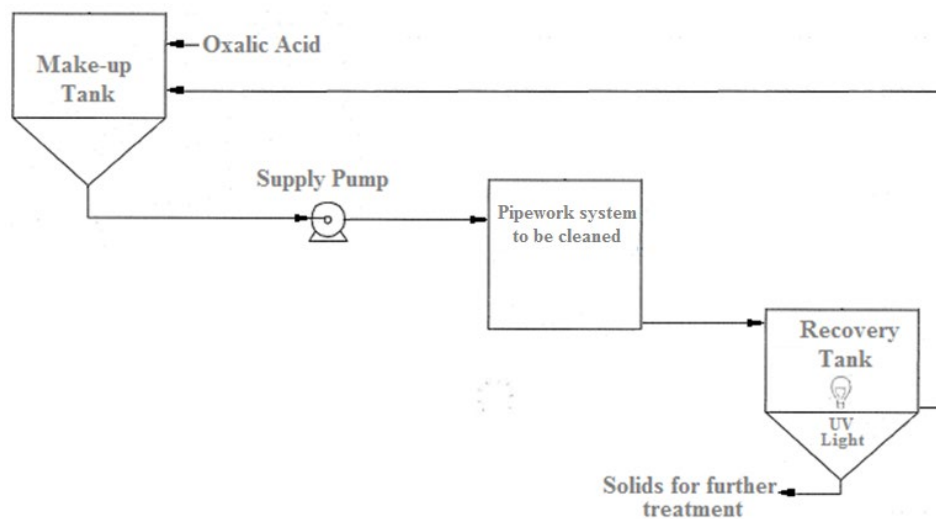 Oxalic Acid
Make-up
Tank
Supply Pump
Pipework system
to be cleaned
Recovery
Tank
UV
Light
Solids for further
treatment